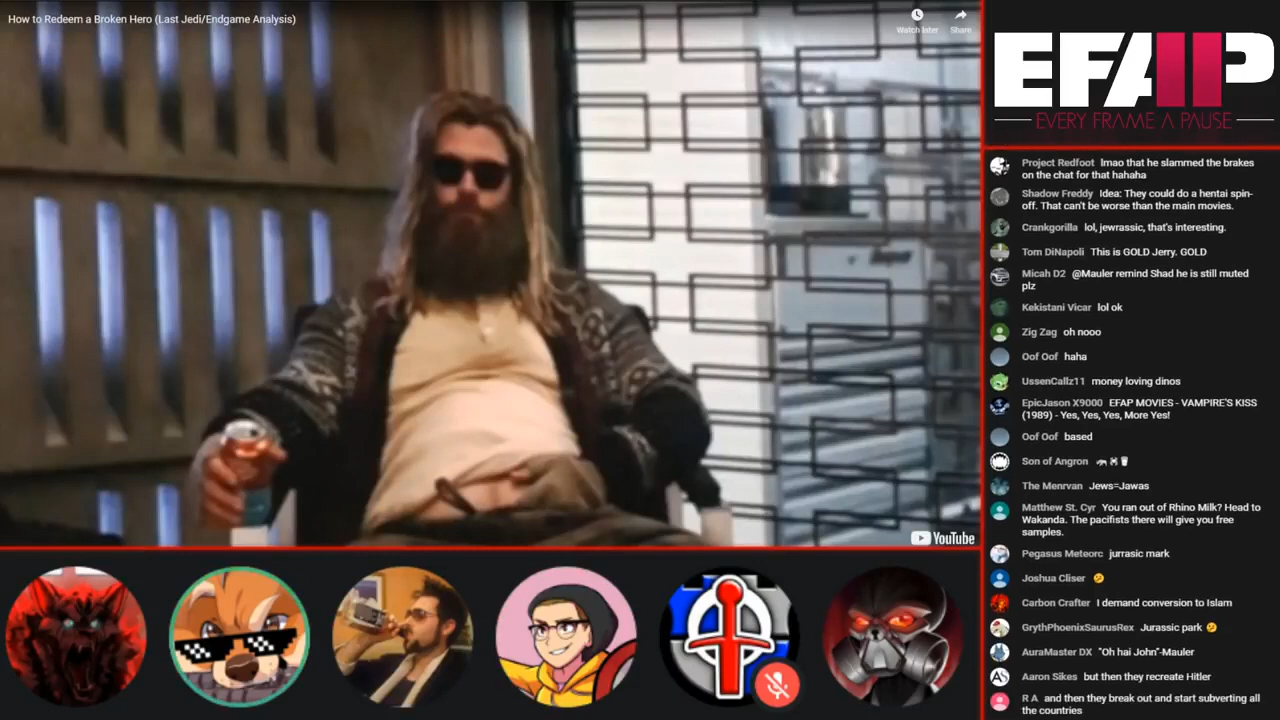 How to Redeem a Broken Hero (Last Jedi/Endgame Analysis)
Watch later
Share
YouTube
EFAP
EVERY FRAME A PAUSE
Project Redfoot lmao that he slammed the brakes
on the chat for that hahaha
Shadow Freddy Idea: They could do a hentai spin-
off. That can't be worse than the main movies.
Crankgorilla lol, jewrassic, that's interesting.
Tom DiNapoli This is GOLD Jerry. GOLD
Micah D2 @Mauler remind Shad he is still muted
plz
Kekistani Vicar lol ok
Zig Zag oh nooo
Oof Oof haha
UssenCallz11 money loving dinos
EpicJason X9000 EFAP MOVIES - VAMPIRE'S KISS
(1989) - Yes, Yes, Yes, More Yes!
Oof Oof based
Son of Angron
The Menrvan Jews=Jawas
Matthew St. Cyr You ran out of Rhino Milk? Head to
Wakanda. The pacifists there will give you free
samples.
Pegasus Meteorc jurrasic mark
Joshua Cliser 😕
Carbon Crafter I demand conversion to Islam
GrythPhoenixSaurusRex Jurassic park 😕
AuraMaster DX "Oh hai John"-Mauler
AS
Aaron Sikes but then they recreate Hitler
R A and then they break out and start subverting all
the countries